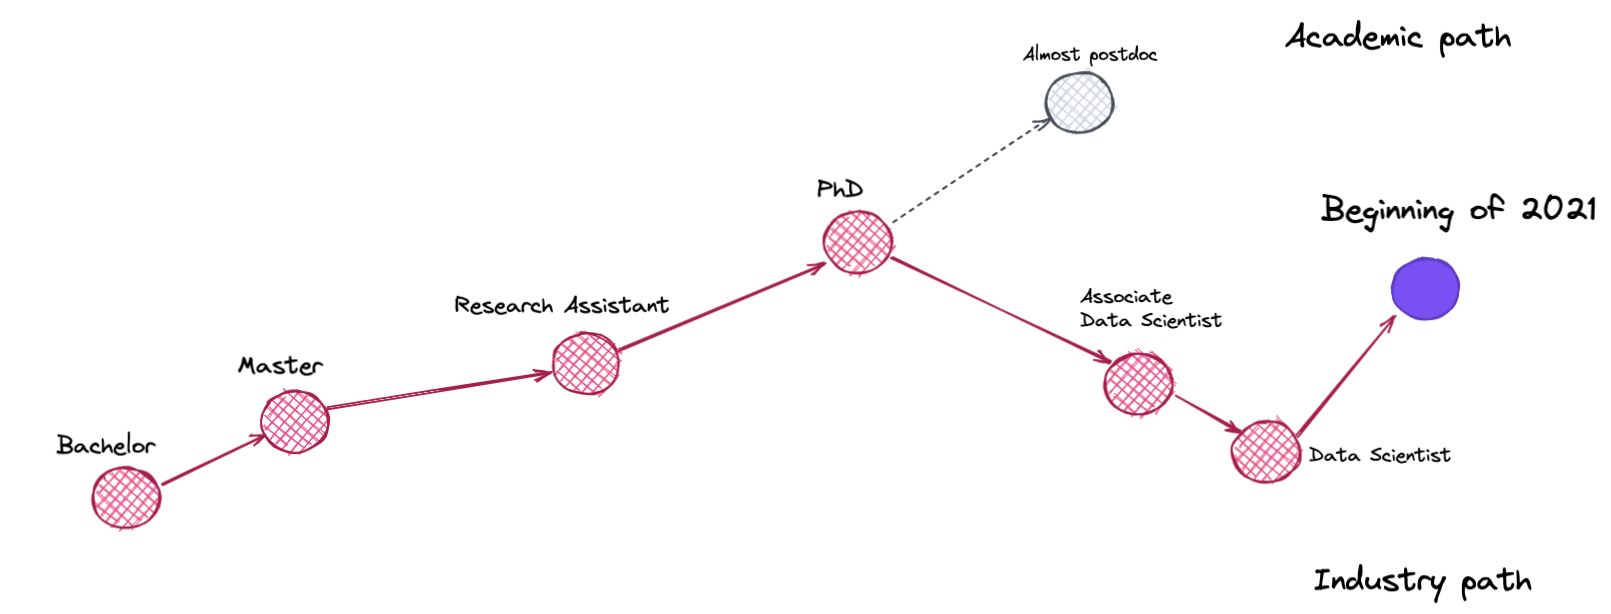 Academic path
Almost postdoc
PhD
Beginning of 2021
Associate
Data Scientist
Research Assistant
Master
Bachelor
Data Scientist
Industry path